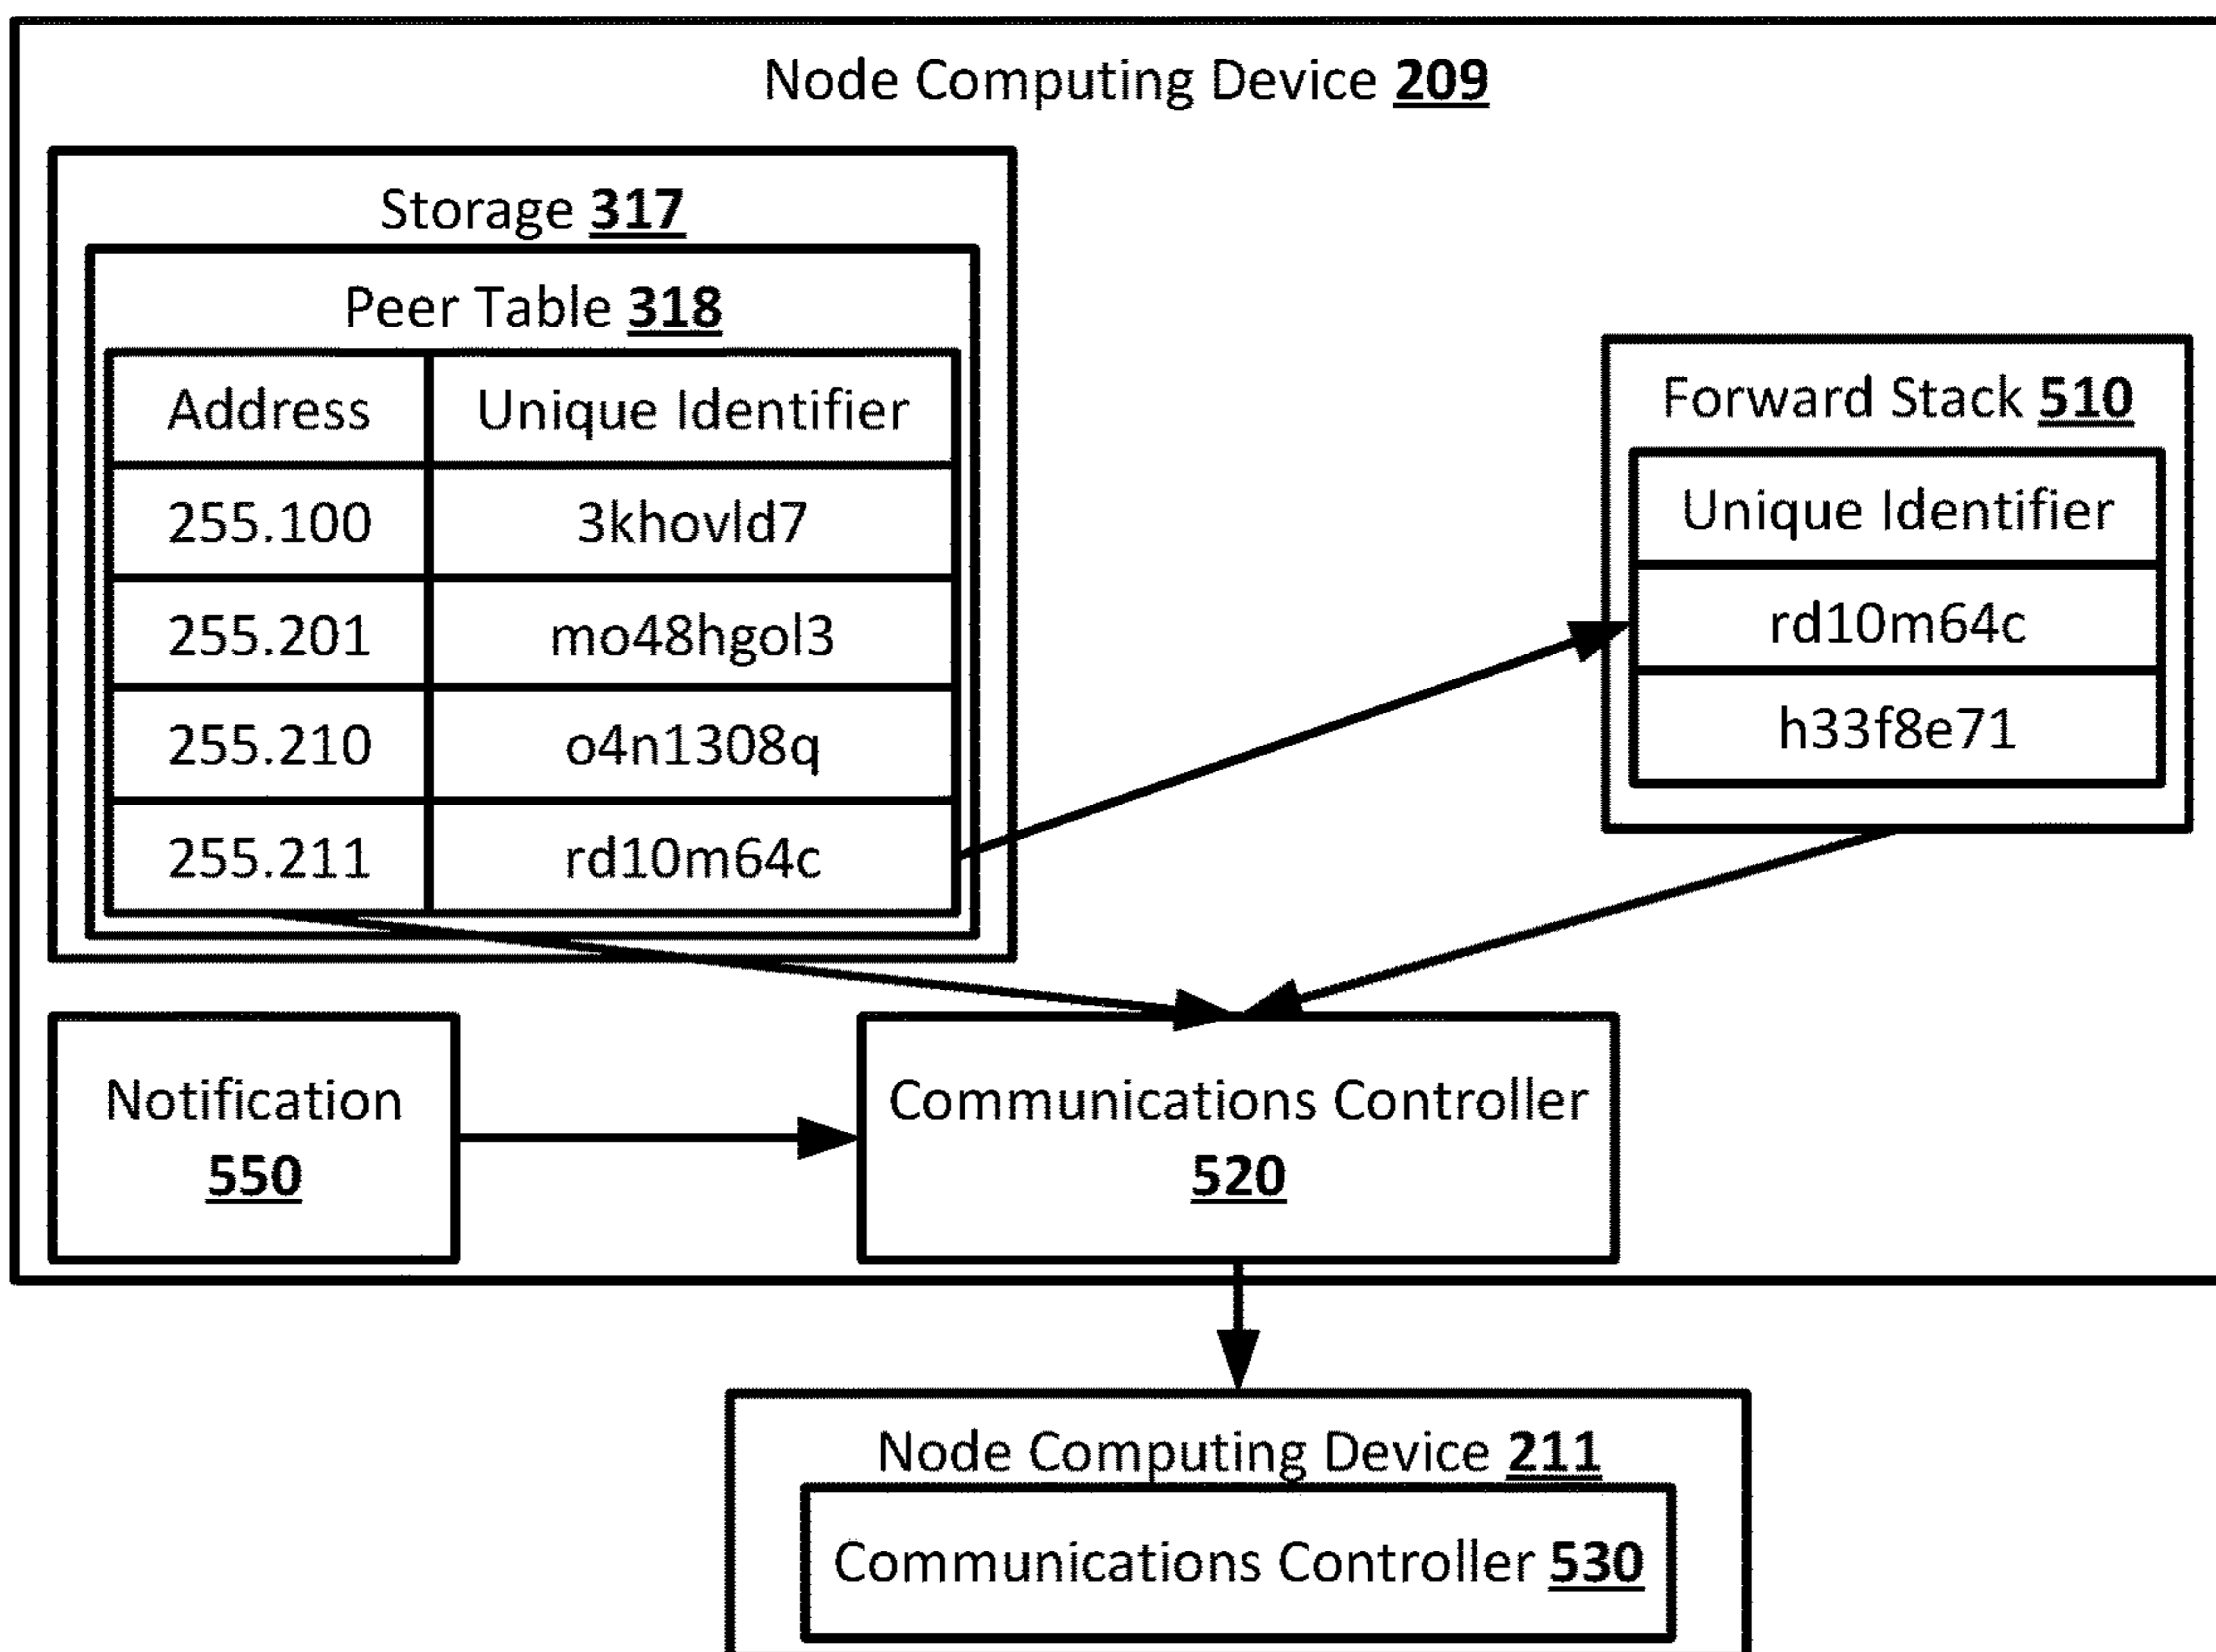 Node Computing Device 209
Storage 317
Peer Table 318
Address Unique Identifier
255.100 3khovld7
255.201 mo48hgol3
255.210 o4n1308q
255.211 rd10m64c
Forward Stack 510
Unique Identifier
rd10m64c
h33f8e71
Notification
550
Communications Controller
520
Node Computing Device 211
Communications Controller 530